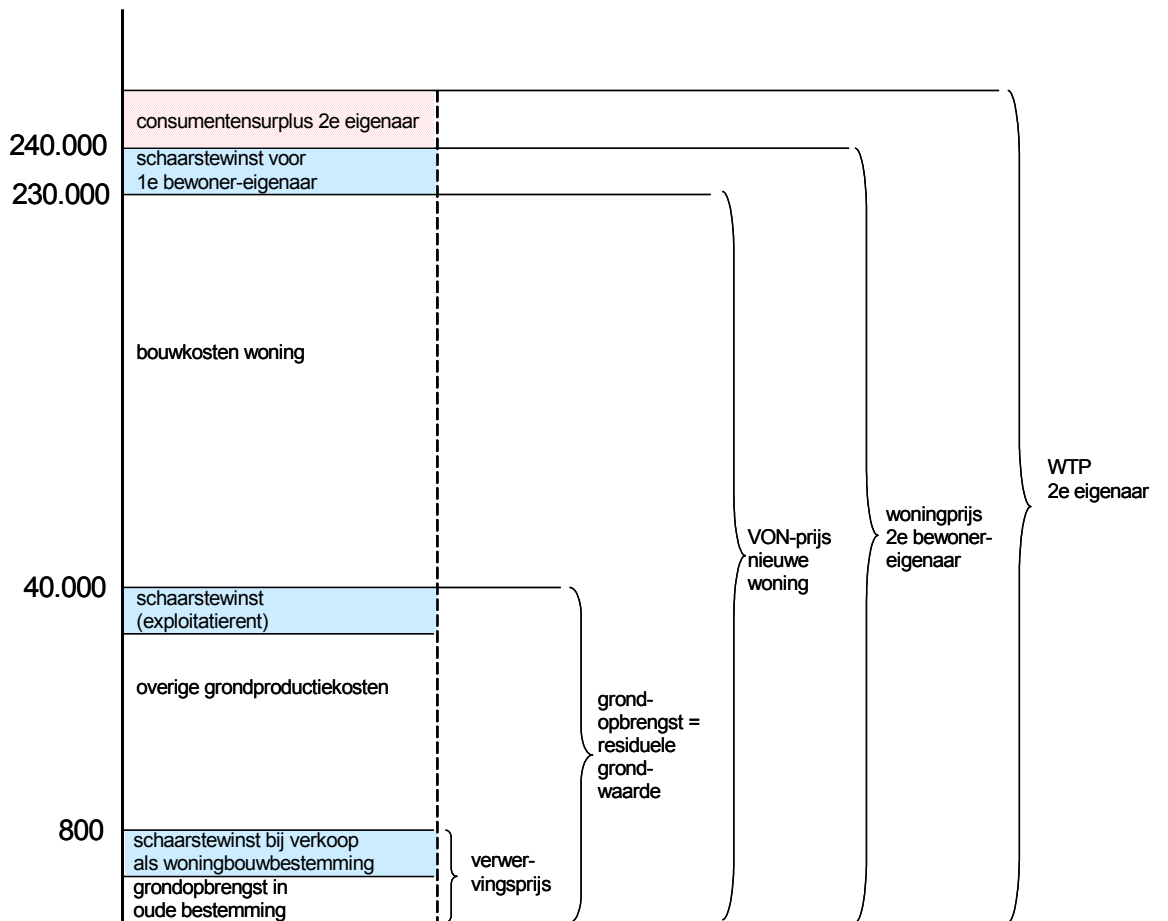 consumentensurplus 2e eigenaar
240.000
schaarstewinst voor
1e bewoner-eigenaar
230.000
bouwkosten woning
WTP
2e eigenaar
woningprijs
2e bewoner-
eigenaar
VON-prijs
nieuwe
woning
40.000
schaarstewinst
(exploitatierent)
overige grondproductiekosten
grond-
opbrengst =
residuele
grond-
waarde
800
schaarstewinst bij verkoop
als woningbouwbestemming
verwer-
vingsprijs
grondopbrengst in
oude bestemming